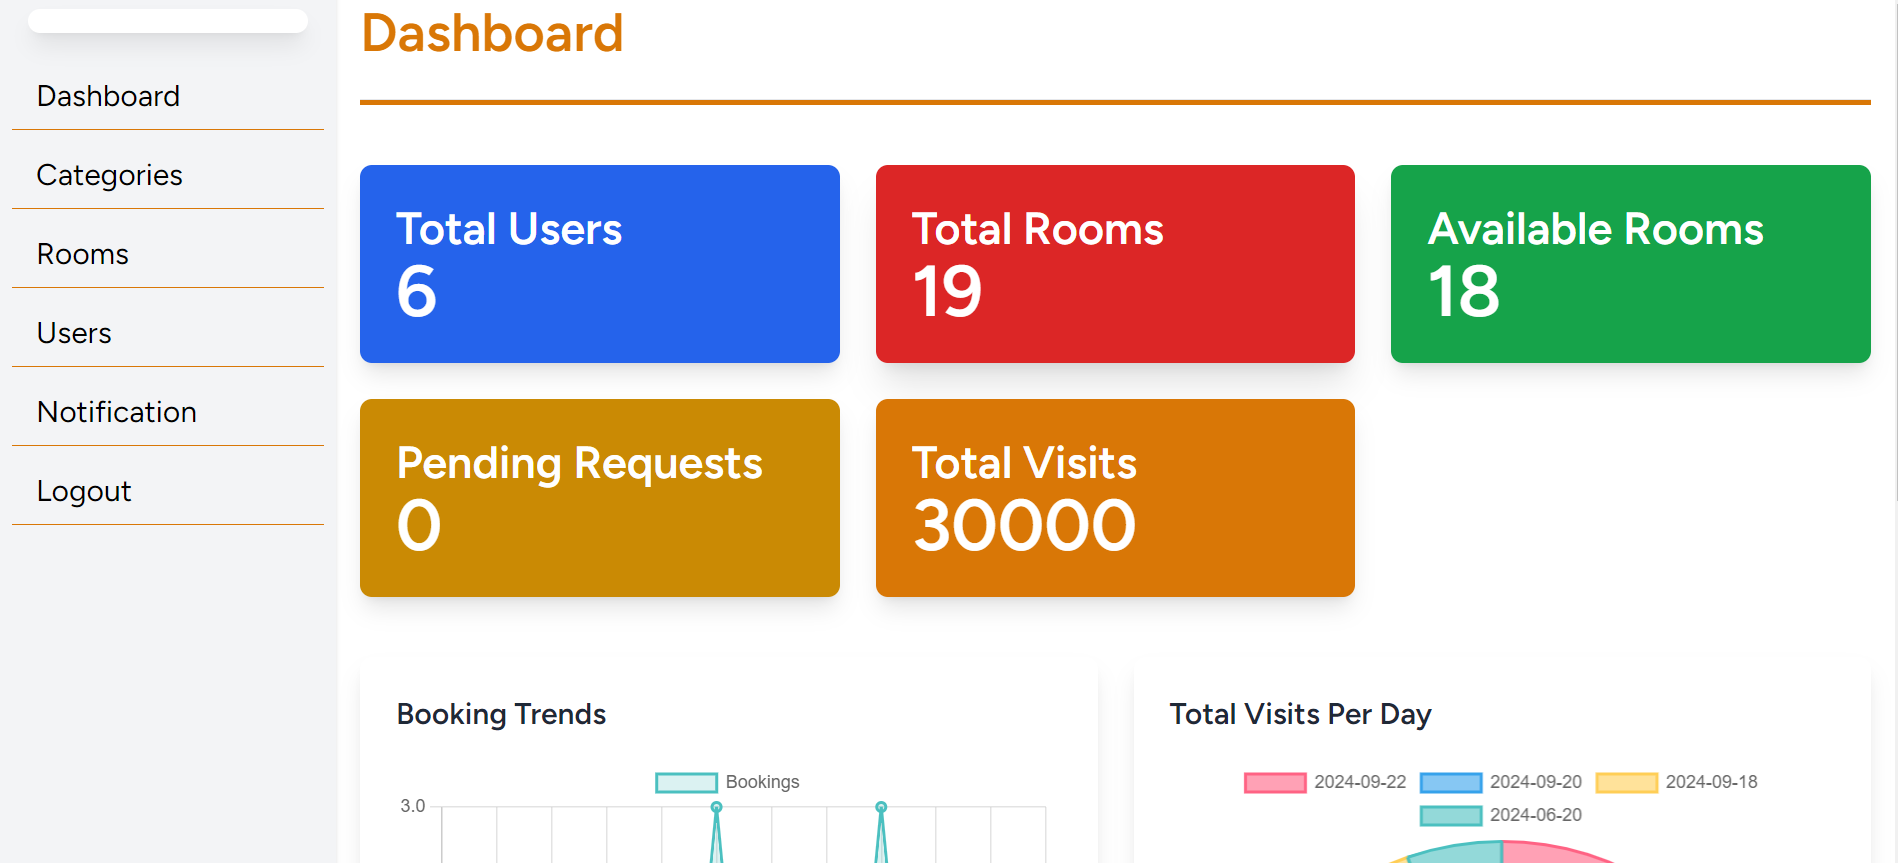 Dashboard
Categories
Rooms
Users
Notification
Logout
Dashboard
Total Users
6
Total Rooms
19
Available Rooms
18
Pending Requests
0
Total Visits
30000
Booking Trends
Bookings
3.0
Total Visits Per Day
2024-09-22 2024-09-20 2024-09-18
2024-06-20